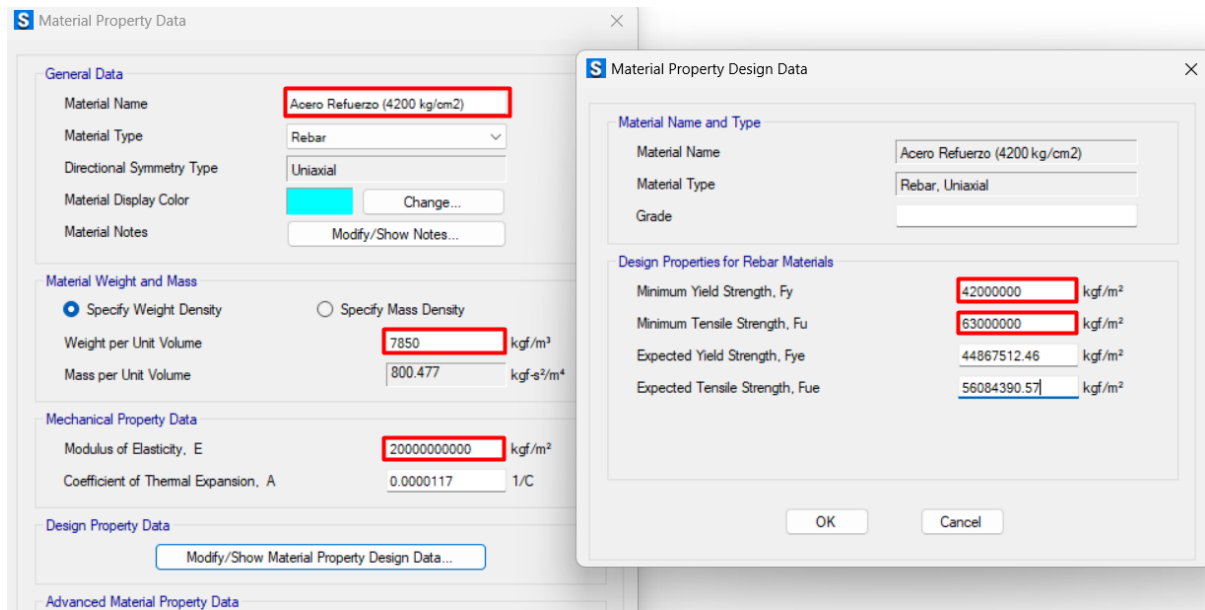 S Material Property Data
General Data
Material Name Acero Refuerzo (4200 kg/cm2)
Material Type Rebar
Directional Symmetry Type Uniaxial
Material Display Color Change...
Material Notes Modify/Show Notes...
Material Weight and Mass
Specify Weight Density Specify Mass Density
Weight per Unit Volume 7850 kgf/m³
Mass per Unit Volume 800.477 kgf-s²/m⁴
Mechanical Property Data
Modulus of Elasticity, E 20000000000 kgf/m²
Coefficient of Thermal Expansion, A 0.0000117 1/C
Design Property Data
Modify/Show Material Property Design Data...
Advanced Material Property Data
S Material Property Design Data
Material Name and Type
Material Name Acero Refuerzo (4200 kg/cm2)
Material Type Rebar, Uniaxial
Grade
Design Properties for Rebar Materials
Minimum Yield Strength, Fy 42000000 kgf/m²
Minimum Tensile Strength, Fu 63000000 kgf/m²
Expected Yield Strength, Fye 44867512.46 kgf/m²
Expected Tensile Strength, Fue 56084390.57 kgf/m²
OK Cancel